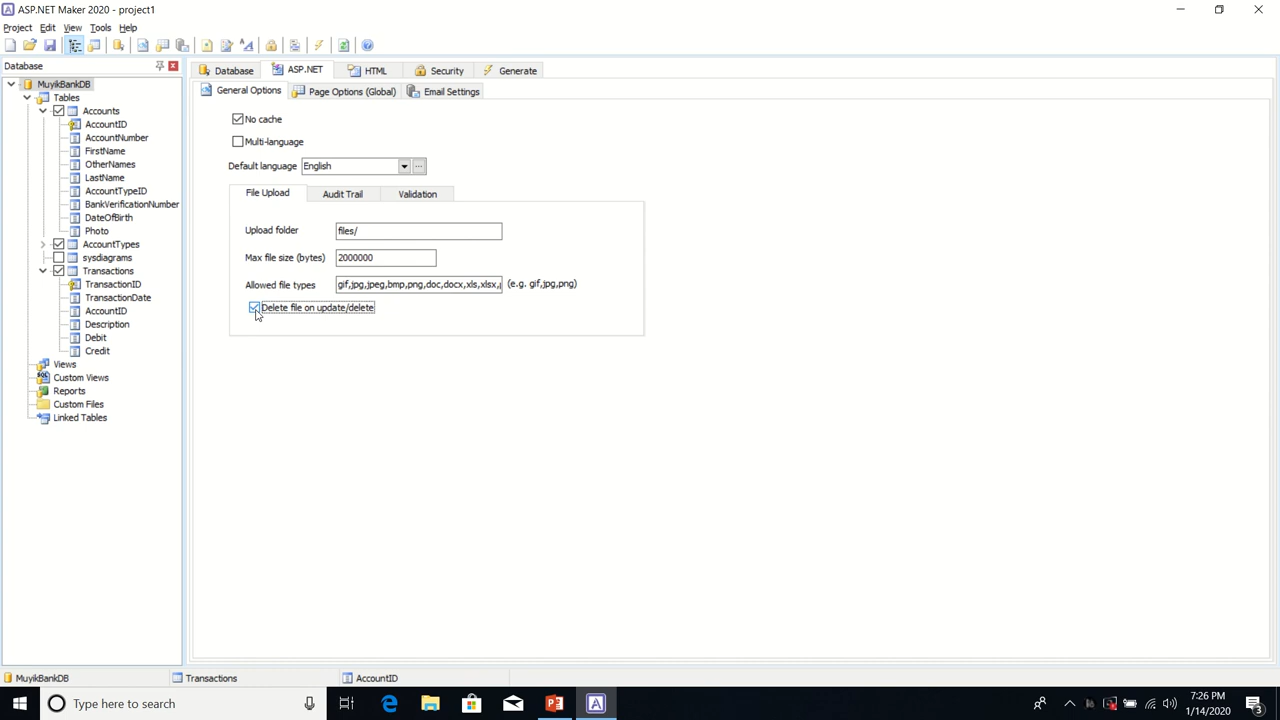 ASP.NET Maker 2020 - project1
Project Edit View Tools Help
Database
MuyikBankDB
Tables
Accounts
AccountID
AccountNumber
FirstName
OtherNames
LastName
AccountTypeID
BankVerificationNumber
DateOfBirth
Photo
AccountTypes
sysdiagrams
Transactions
TransactionID
TransactionDate
AccountID
Description
Debit
Credit
Views
Custom Views
Reports
Custom Files
Linked Tables
Database ASP.NET HTML Security Generate
General Options Page Options (Global) Email Settings
No cache
Multi-language
Default language English
File Upload Audit Trail Validation
Upload folder files/
Max file size (bytes) 2000000
Allowed file types gif,jpg,jpeg,bmp,png,doc,docx,xls,xlsx, (e.g. gif,jpg,png)
Delete file on update/delete
MuyikBankDB Transactions AccountID
Type here to search
7:26 PM
1/14/2020
3